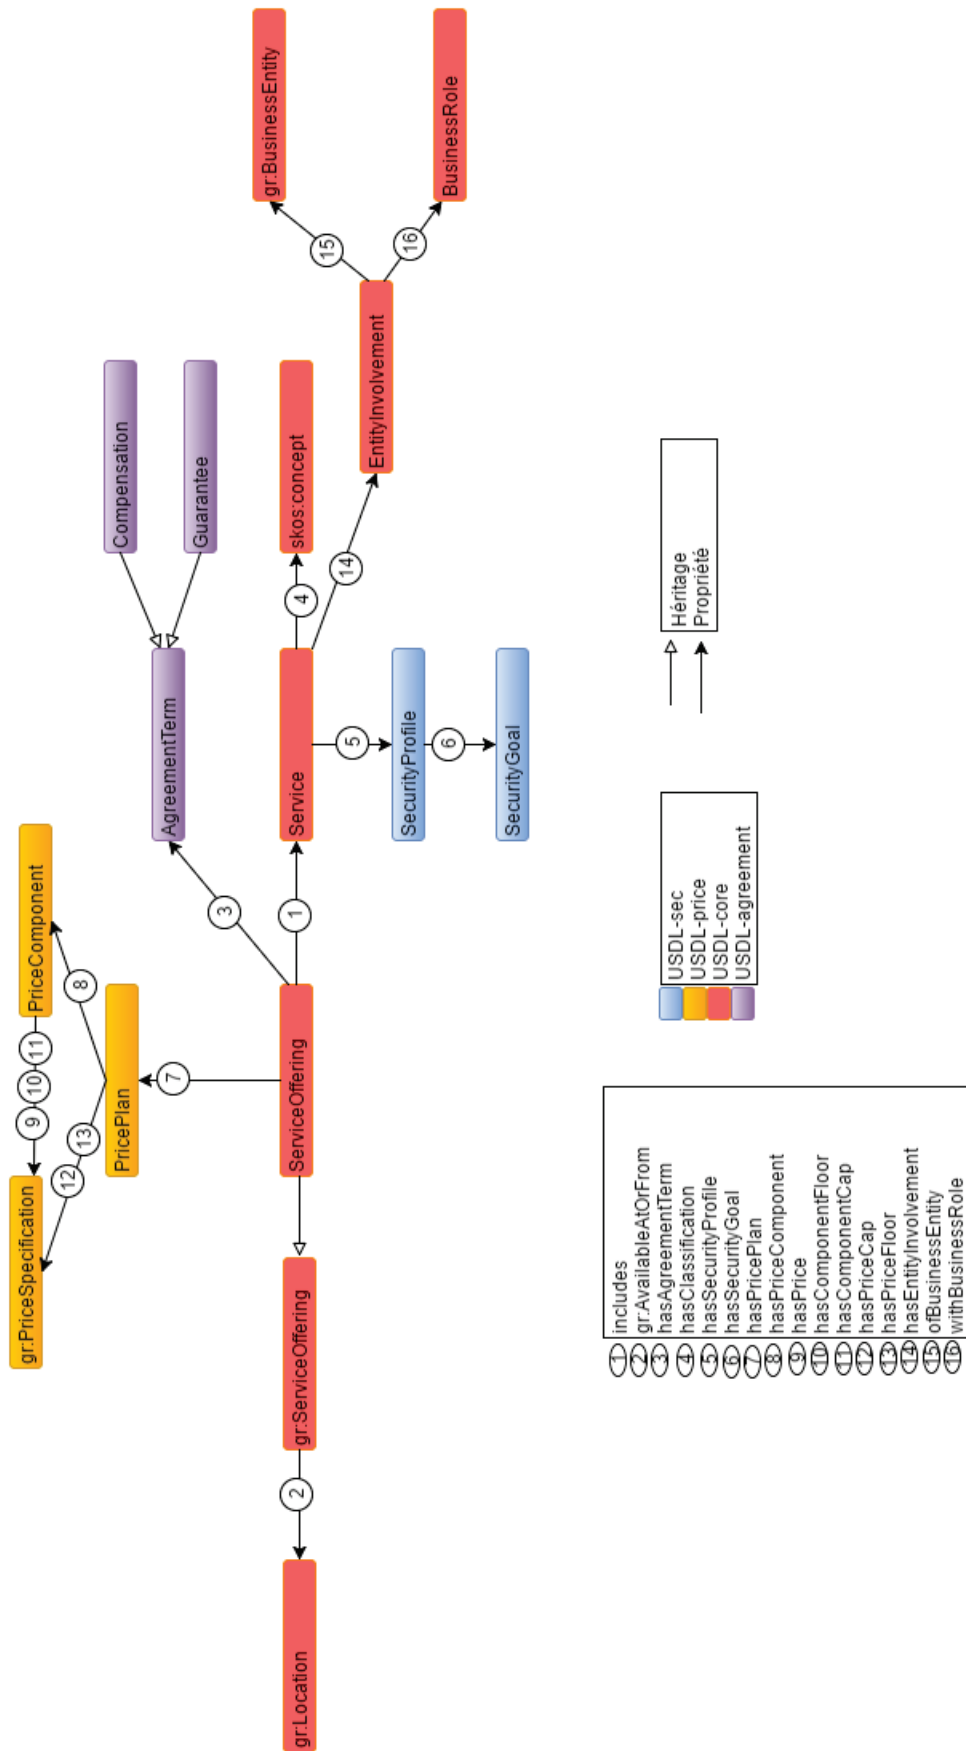 gr:PriceSpecification
9
10
11
PriceComponent
12
13
8
PricePlan
7
Compensation
Guarantee
AgreementTerm
3
gr:Location
2
gr:ServiceOffering
ServiceOffering
1
Service
4
skos:concept
14
EntityInvolvement
15
gr:BusinessEntity
16
BusinessRole
5
SecurityProfile
6
SecurityGoal
1 includes
2 gr:AvailableAtOrFrom
3 hasAgreementTerm
4 hasClassification
5 hasSecurityProfile
6 hasSecurityGoal
7 hasPricePlan
8 hasPriceComponent
9 hasPrice
10 hasComponentFloor
11 hasComponentCap
12 hasPriceCap
13 hasPriceFloor
14 hasEntityInvolvement
15 ofBusinessEntity
16 withBusinessRole
USDL-sec
USDL-price
USDL-core
USDL-agreement
Héritage
Propriété